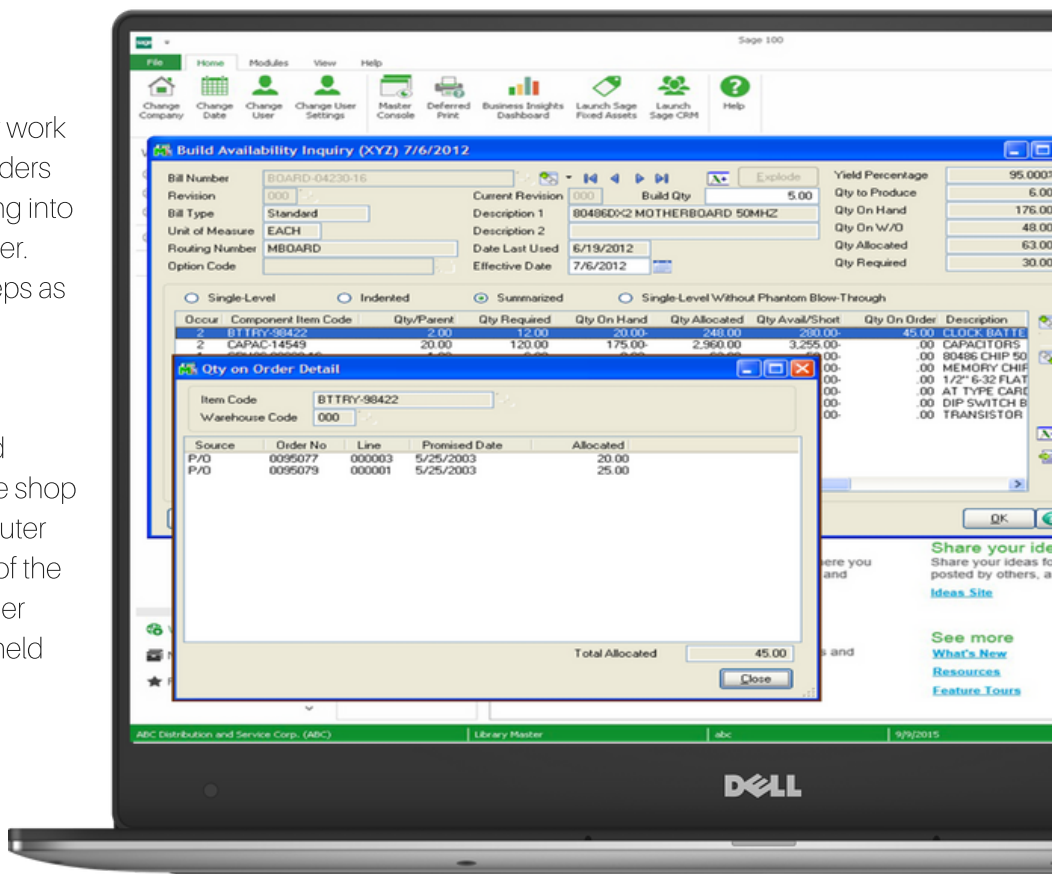 work
ders
ng into
er.
eps as
d
e shop
uter
of the
er
held
sage
Sage 100
File Home Modules View Help
Change Company
Change Date
Change User
Change User Settings
Master Console
Deferred Print
Business Insights Dashboard
Launch Sage Fixed Assets
Launch Sage CRM
Help
Build Availability Inquiry (XYZ) 7/6/2012
Bill Number BOARD-04230-16 Explode Yield Percentage 95.000%
Revision 000 Current Revision 000 Build Qty 5.00 Qty to Produce 6.00
Bill Type Standard Description 1 80486DX2 MOTHERBOARD 50MHZ Qty On Hand 176.00
Unit of Measure EACH Description 2 Qty On W/O 48.00
Routing Number MBOARD Date Last Used 6/19/2012 Qty Allocated 63.00
Option Code Effective Date 7/6/2012 Qty Required 30.00
Single-Level Indented Summarized Single-Level Without Phantom Blow-Through
Occur Component Item Code Qty/Parent Qty Required Qty On Hand Qty Allocated Qty Avail/Short Qty On Order Description
2 BTTRY-98422 2.00 12.00 20.00- 248.00 280.00- 45.00 CLOCK BATTE
2 CAPAC-14549 20.00 120.00 175.00- 2,960.00 3,255.00- .00 CAPACITORS
.00 80486 CHIP 50
00- .00 MEMORY CHIP
00- .00 1/2" 6-32 FLAT
00- .00 AT TYPE CARD
00- .00 DIP SWITCH B
00- .00 TRANSISTOR
OK
Qty on Order Detail
Item Code BTTRY-98422
Warehouse Code 000
Source Order No Line Promised Date Allocated
P/O 0095077 000003 5/25/2003 20.00
P/O 0095079 000001 5/25/2003 25.00
Total Allocated 45.00
Close
ere you
and
s and
Share your ide
Share your ideas fo
posted by others, a
Ideas Site
See more
What's New
Resources
Feature Tours
ABC Distribution and Service Corp. (ABC) Library Master abc 9/9/2015
DELL